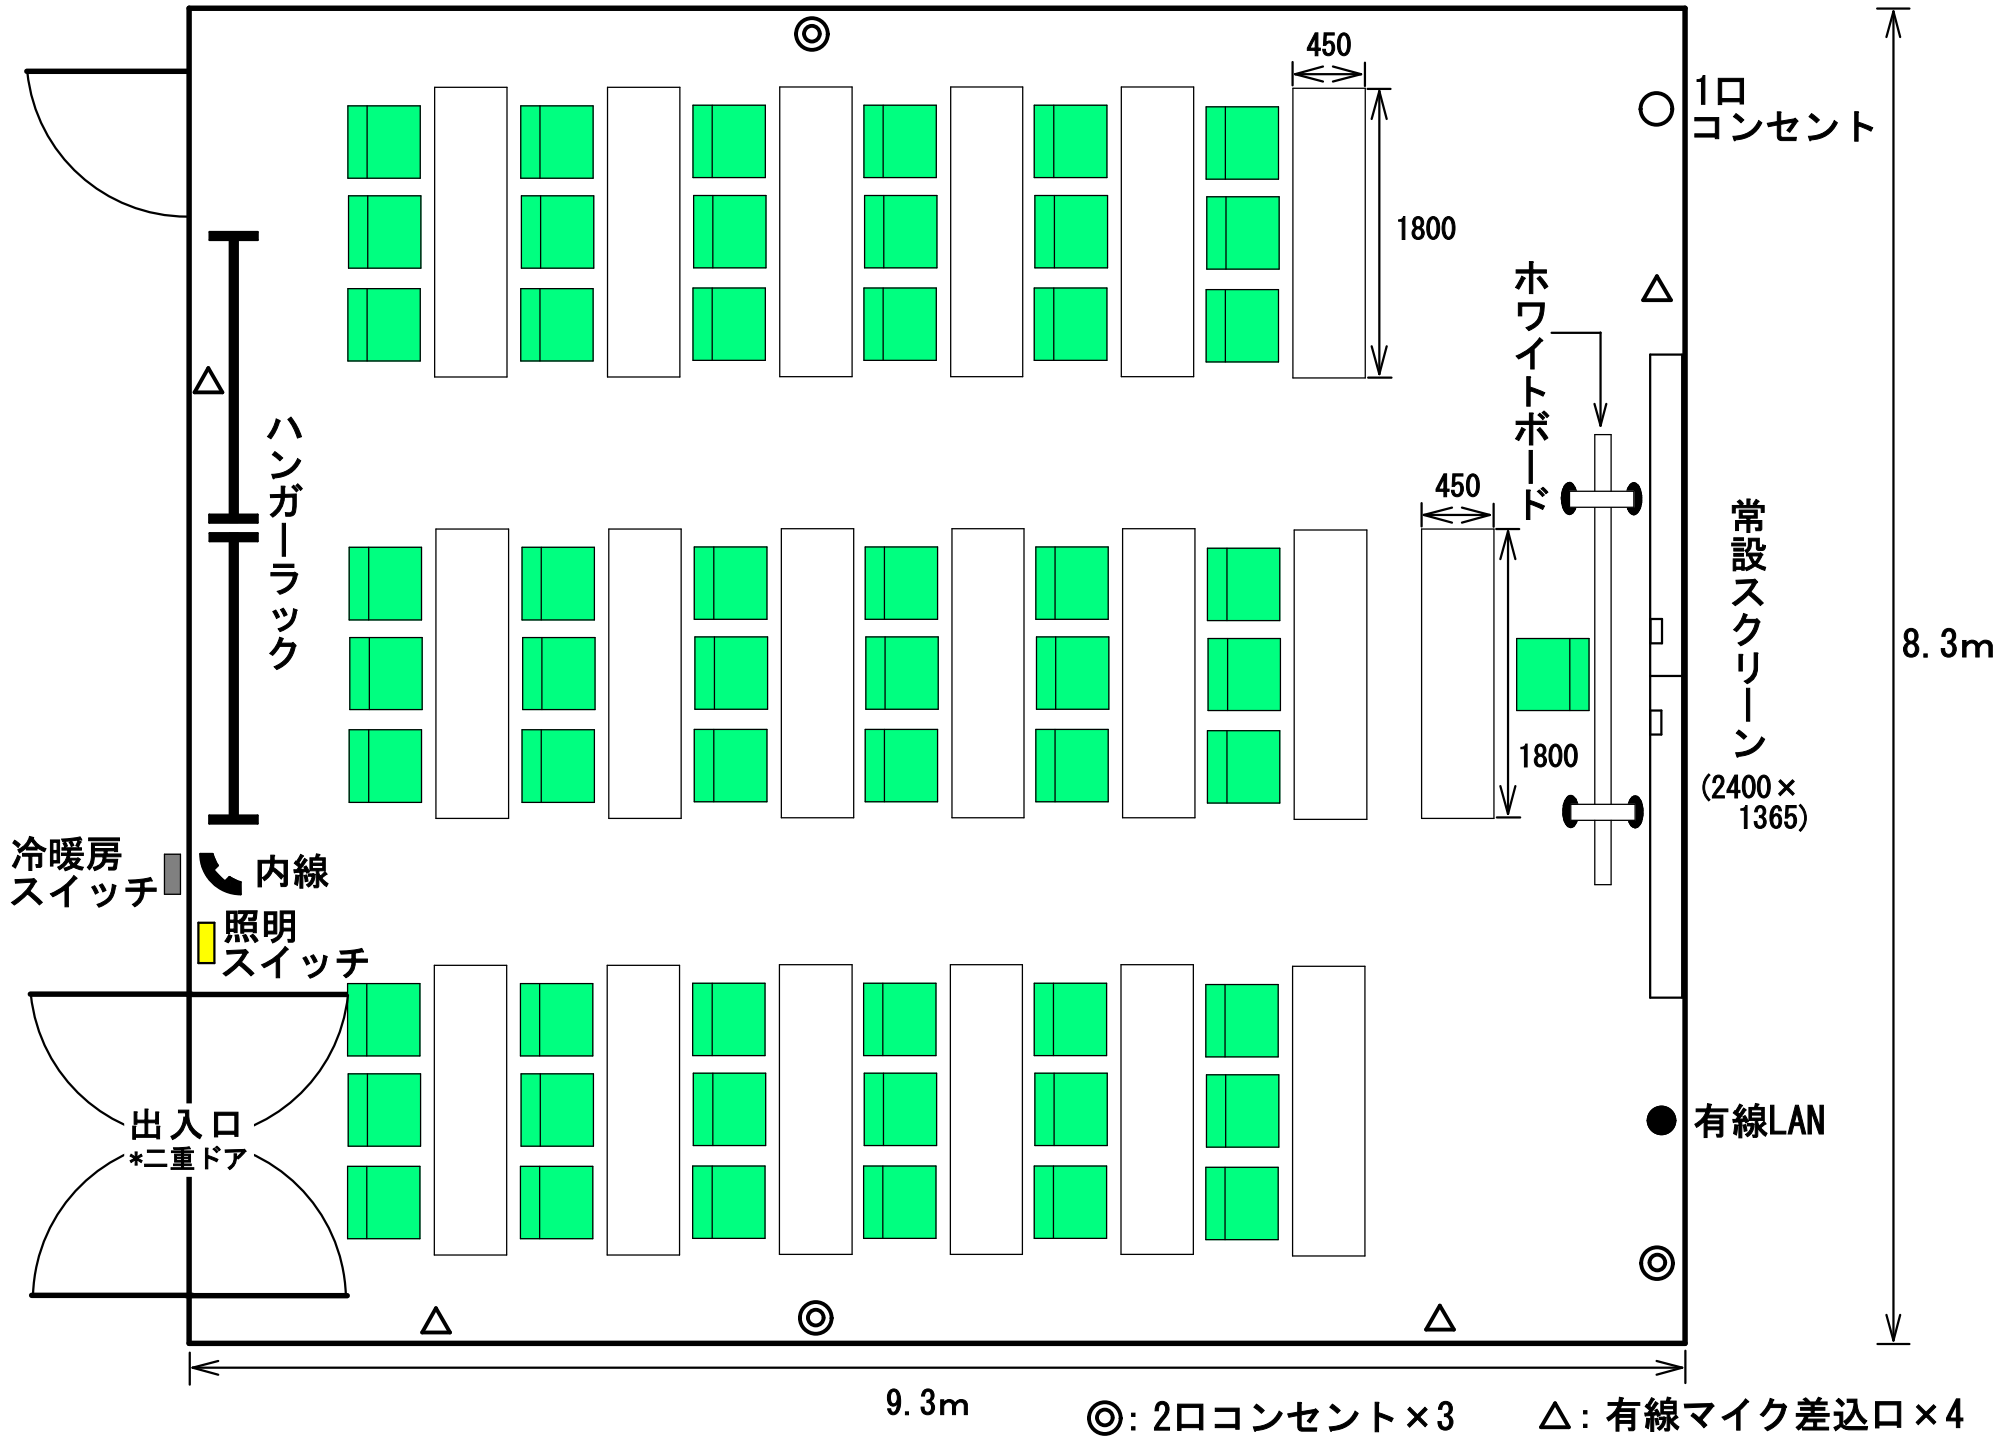 450
1口
コンセント
1800
ホワイトボード
ハンガーラック
450
常設スクリーン
(2400×
1365)
8.3m
1800
冷暖房
スイッチ
内線
照明
スイッチ
出入口
*二重ドア
有線LAN
9.3m
◎: 2口コンセント×3
△: 有線マイク差込口×4